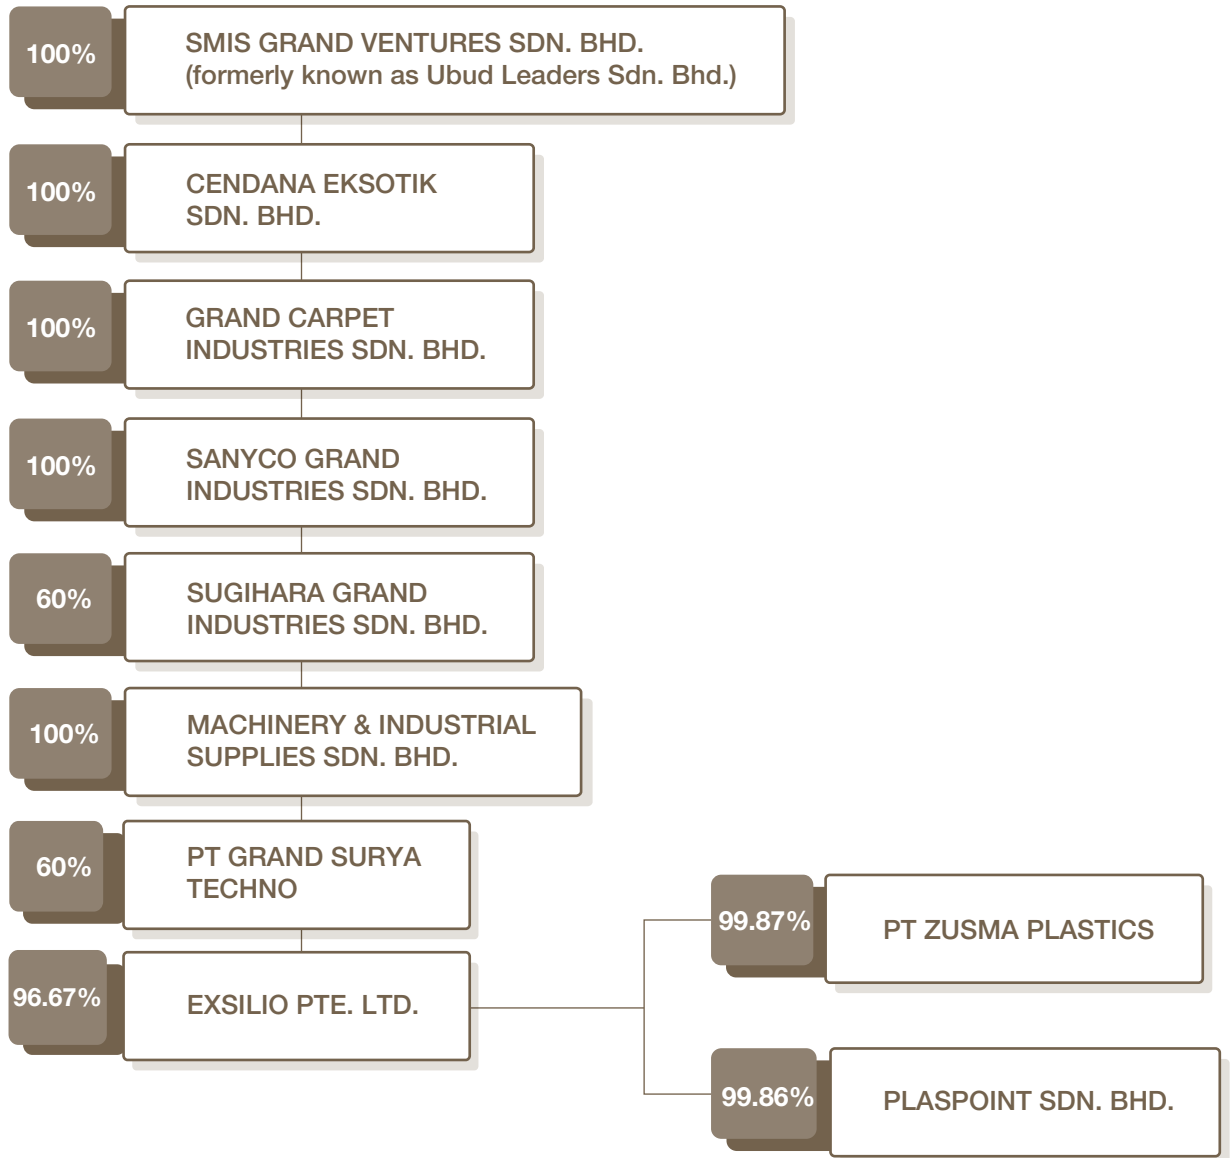 100%
SMIS GRAND VENTURES SDN. BHD.
(formerly known as Ubud Leaders Sdn. Bhd.)
100%
CENDANA EKSOTIK
SDN. BHD.
100%
GRAND CARPET
INDUSTRIES SDN. BHD.
100%
SANYCO GRAND
INDUSTRIES SDN. BHD.
60%
SUGIHARA GRAND
INDUSTRIES SDN. BHD.
100%
MACHINERY & INDUSTRIAL
SUPPLIES SDN. BHD.
60%
PT GRAND SURYA
TECHNO
96.67%
EXSILIO PTE. LTD.
99.87%
PT ZUSMA PLASTICS
99.86%
PLASPOINT SDN. BHD.